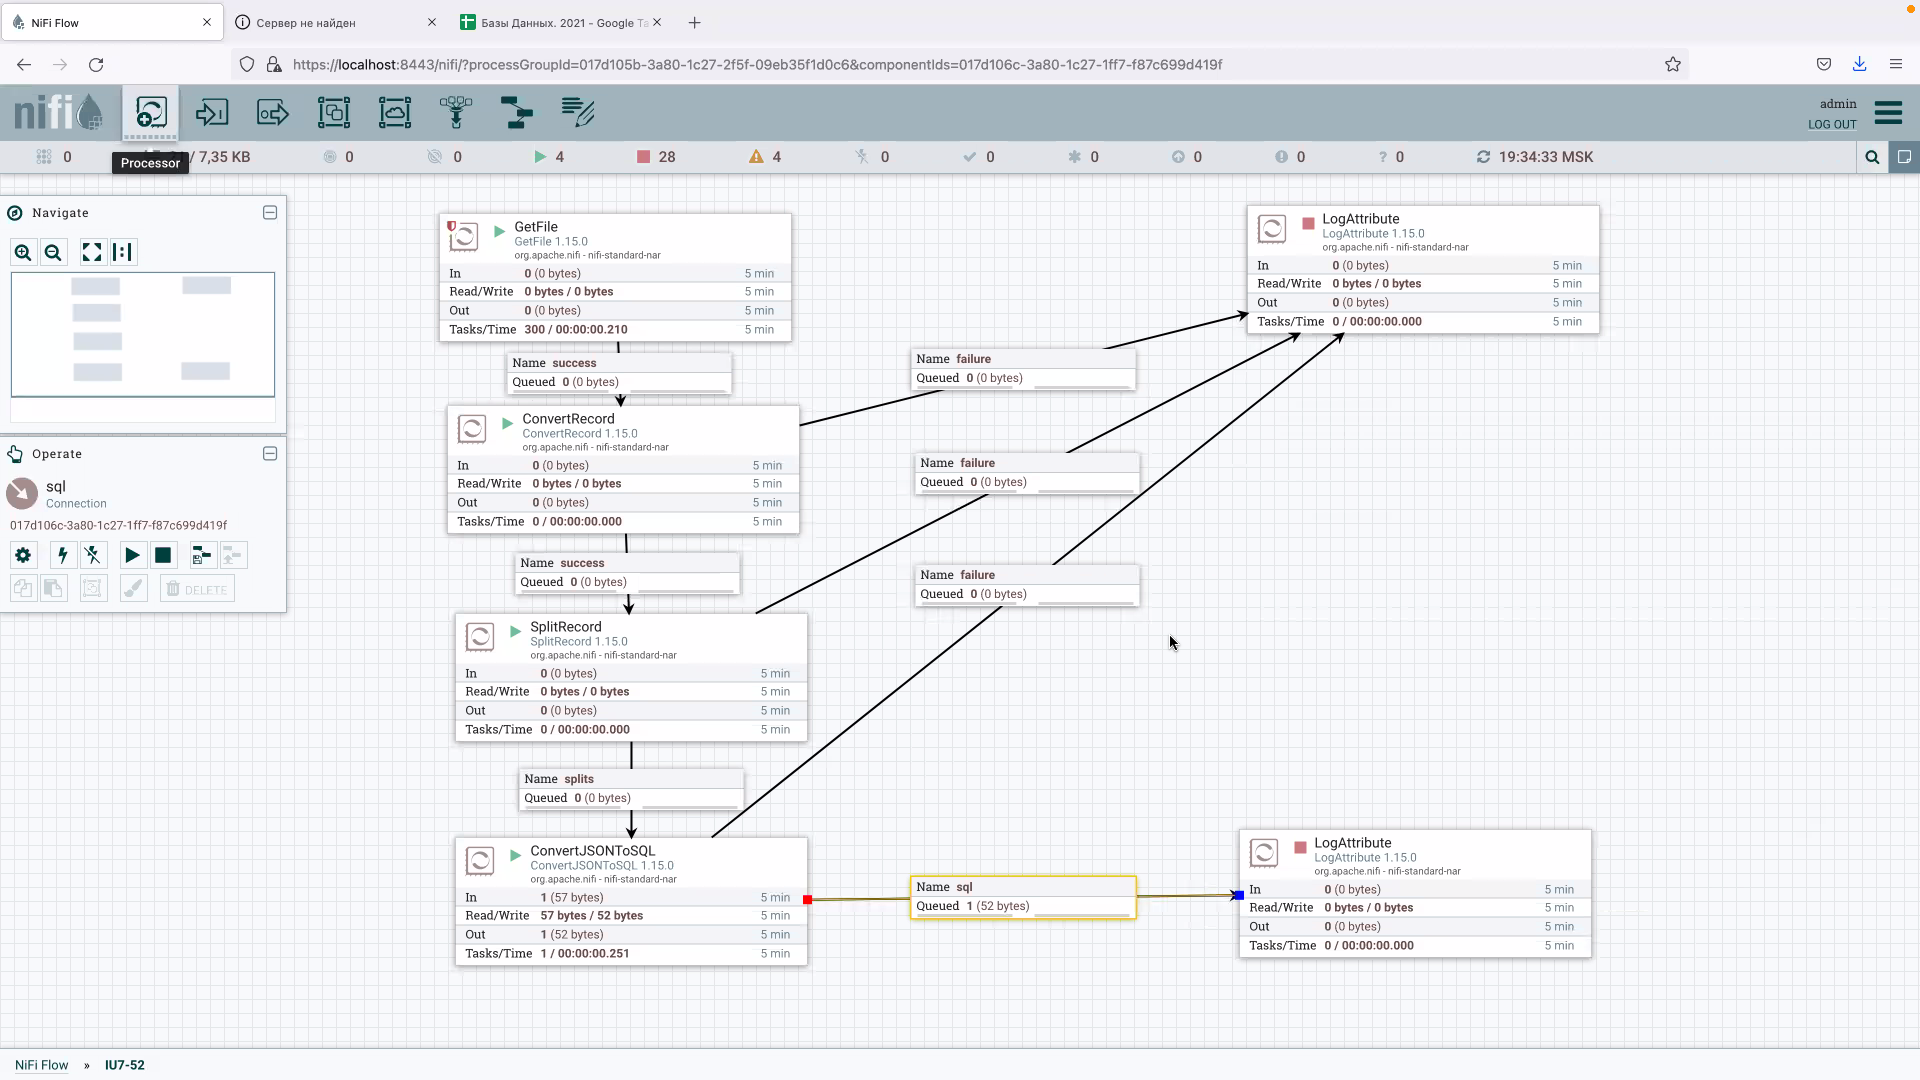 NiFi Flow
Сервер не найден
Базы Данных. 2021 - Google Та
https://localhost:8443/nifi/?processGroupId=017d105b-3a80-1c27-2f5f-09eb35f1d0c6&componentIds=017d106c-3a80-1c27-1ff7-f87c699d419f
nifi
admin
LOG OUT
0
/ 7,35 KB
0
0
4
28
4
0
0
0
0
0
? 0
19:34:33 MSK
Processor
Navigate
Operate
sql
Connection
017d106c-3a80-1c27-1ff7-f87c699d419f
DELETE
GetFile
GetFile 1.15.0
org.apache.nifi - nifi-standard-nar
In 0 (0 bytes) 5 min
Read/Write 0 bytes / 0 bytes 5 min
Out 0 (0 bytes) 5 min
Tasks/Time 300 / 00:00:00.210 5 min
Name success
Queued 0 (0 bytes)
ConvertRecord
ConvertRecord 1.15.0
org.apache.nifi - nifi-standard-nar
In 0 (0 bytes) 5 min
Read/Write 0 bytes / 0 bytes 5 min
Out 0 (0 bytes) 5 min
Tasks/Time 0 / 00:00:00.000 5 min
Name success
Queued 0 (0 bytes)
SplitRecord
SplitRecord 1.15.0
org.apache.nifi - nifi-standard-nar
In 0 (0 bytes) 5 min
Read/Write 0 bytes / 0 bytes 5 min
Out 0 (0 bytes) 5 min
Tasks/Time 0 / 00:00:00.000 5 min
Name splits
Queued 0 (0 bytes)
ConvertJSONToSQL
ConvertJSONToSQL 1.15.0
org.apache.nifi - nifi-standard-nar
In 1 (57 bytes) 5 min
Read/Write 57 bytes / 52 bytes 5 min
Out 1 (52 bytes) 5 min
Tasks/Time 1 / 00:00:00.251 5 min
Name failure
Queued 0 (0 bytes)
Name failure
Queued 0 (0 bytes)
Name failure
Queued 0 (0 bytes)
Name sql
Queued 1 (52 bytes)
LogAttribute
LogAttribute 1.15.0
org.apache.nifi - nifi-standard-nar
In 0 (0 bytes) 5 min
Read/Write 0 bytes / 0 bytes 5 min
Out 0 (0 bytes) 5 min
Tasks/Time 0 / 00:00:00.000 5 min
LogAttribute
LogAttribute 1.15.0
org.apache.nifi - nifi-standard-nar
In 0 (0 bytes) 5 min
Read/Write 0 bytes / 0 bytes 5 min
Out 0 (0 bytes) 5 min
Tasks/Time 0 / 00:00:00.000 5 min
NiFi Flow » IU7-52